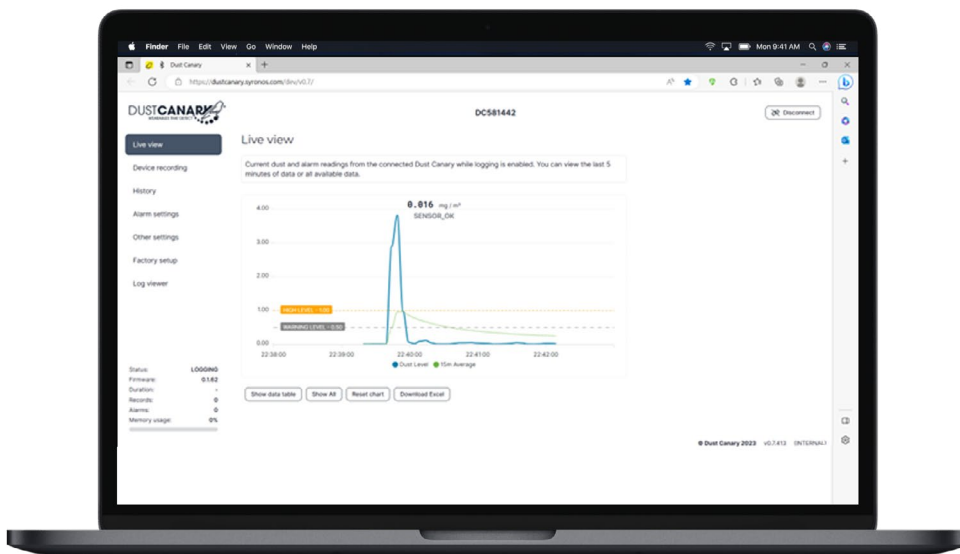 Finder File Edit View Go Window Help
Mon 9:41 AM
Dust Canary
https://dustcanary.syronos.com/dev/v0.7/
DUSTCANARY
DC581442
Disconnect
Live view
Device recording
History
Alarm settings
Other settings
Factory setup
Log viewer
Status: LOGGING
Firmware: 0.1.62
Duration: -
Records: 0
Alarms: 0
Memory usage: 0%
Live view
Current dust and alarm readings from the connected Dust Canary while logging is enabled. You can view the last 5
minutes of data or all available data.
0.016 mg / m³
SENSOR_OK
4.00
3.00
2.00
1.00
HIGH LEVEL - 1.00
WARNING LEVEL - 0.50
0.00
22:38:00 22:39:00 22:40:00 22:41:00 22:42:00
Dust Level 15m Average
Show data table Show All Reset chart Download Excel
© Dust Canary 2023 v0.7.413 (INTERNAL)